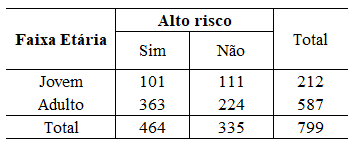 Faixa Etária Alto risco Total
Sim Não
Jovem 101 111 212
Adulto 363 224 587
Total 464 335 799